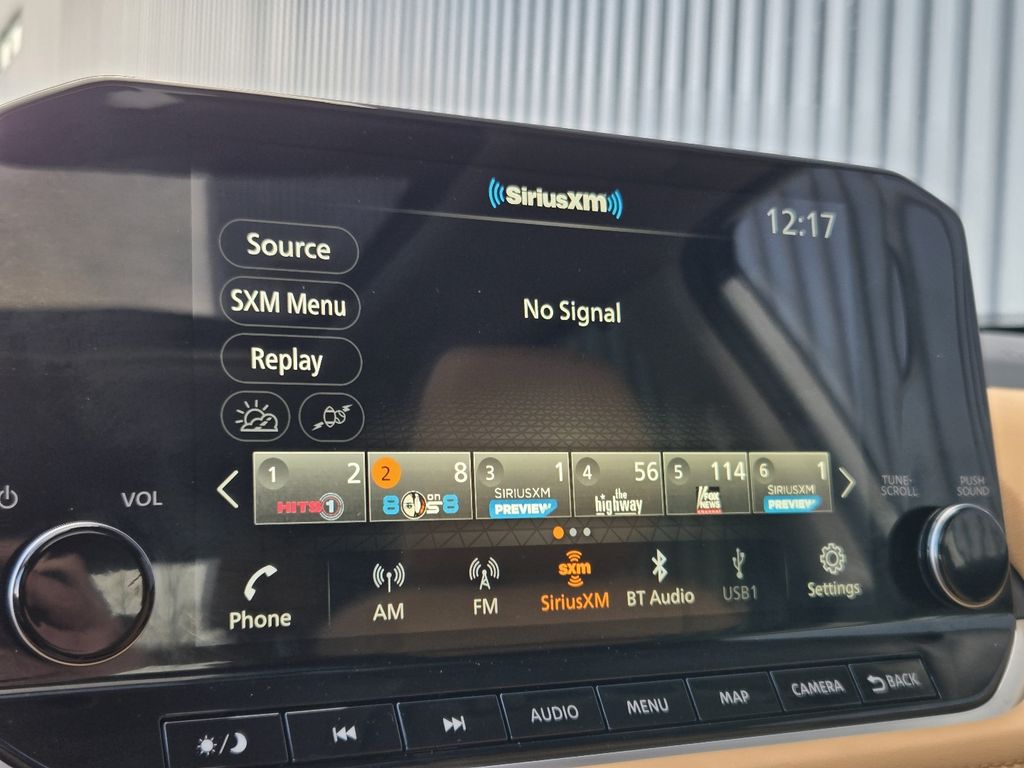 SiriusXM
12:17
Source
SXM Menu
No Signal
Replay
1 2 HITS 1
2 8 80s on 8
3 1 SIRIUSXM PREVIEW
4 56 the highway
5 114 FOX NEWS
6 1 SIRIUSXM PREVIEW
VOL
TUNE-SCROLL
PUSH SOUND
Phone
AM
FM
sxm
SiriusXM
BT Audio
USB1
Settings
AUDIO
MENU
MAP
CAMERA
BACK